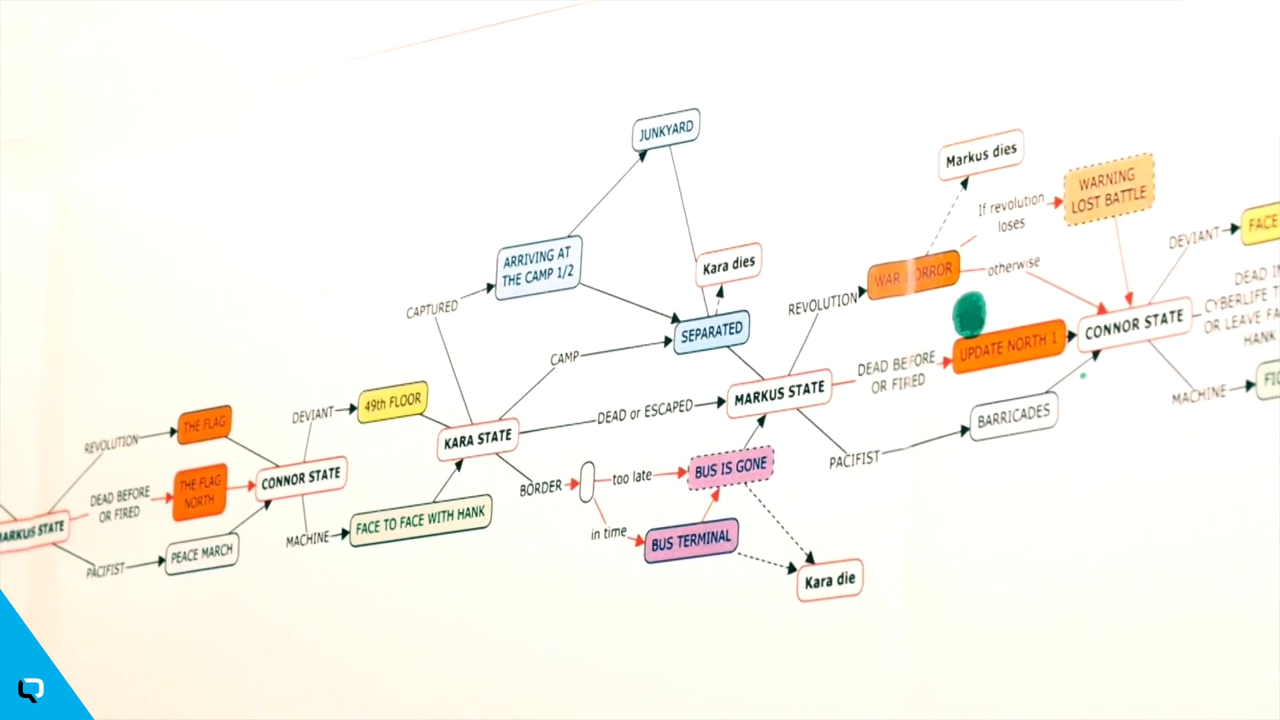 JUNKYARD
Markus dies
WARNING
LOST BATTLE
If revolution
loses
ARRIVING AT
THE CAMP 1/2
Kara dies
WAR
otherwise
DEVIANT
FACE
CAPTURED
REVOLUTION
SEPARATED
CONNOR STATE
DEAD
CYBERLIFE
OR LEAVE
HANK
UPDATE NORTH 1
CAMP
DEAD BEFORE
OR FIRED
MARKUS STATE
MACHINE
49th FLOOR
DEVIANT
DEAD or ESCAPED
BARRICADES
THE FLAG
REVOLUTION
KARA STATE
PACIFIST
BUS IS GONE
too late
BORDER
CONNOR STATE
THE FLAG
NORTH
DEAD BEFORE
OR FIRED
FACE TO FACE WITH HANK
in time
BUS TERMINAL
MARKUS STATE
MACHINE
PEACE MARCH
PACIFIST
Kara die